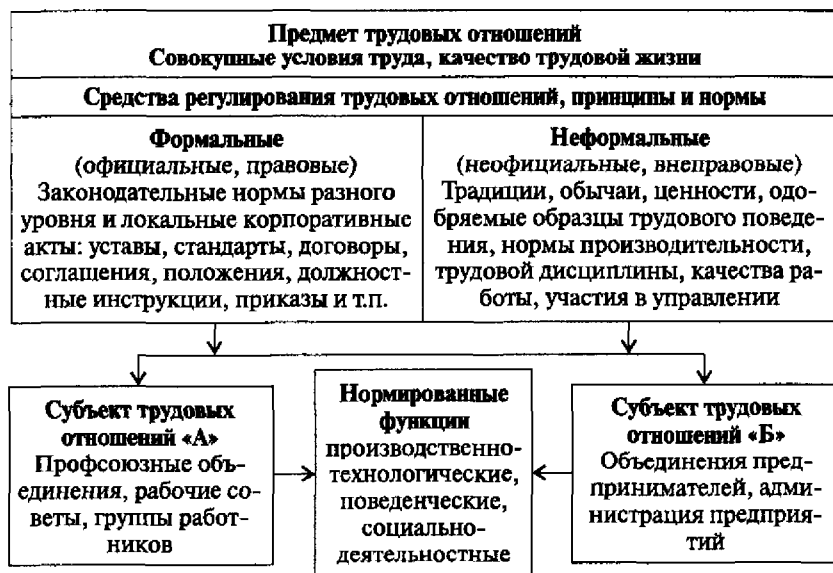 Предмет трудовых отношений
Совокупные условия труда, качество трудовой жизни
Средства регулирования трудовых отношений, принципы и нормы
Формальные
(официальные, правовые)
Законодательные нормы разного
уровня и локальные корпоративные
акты: уставы, стандарты, договоры,
соглашения, положения, должност-
ные инструкции, приказы и т.п.
Неформальные
(неофициальные, внеправовые)
Традиции, обычаи, ценности, одо-
бряемые образцы трудового поведе-
ния, нормы производительности,
трудовой дисциплины, качества ра-
боты, участия в управлении
Субъект трудовых
отношений «А»
Профсоюзные объ-
единения, рабочие со-
веты, группы работ-
ников
Нормированные
функции
производственно-
технологические,
поведенческие,
социально-
деятельностные
Субъект трудовых
отношений «Б»
Объединения пред-
принимателей, адми-
нистрация предприя-
тий